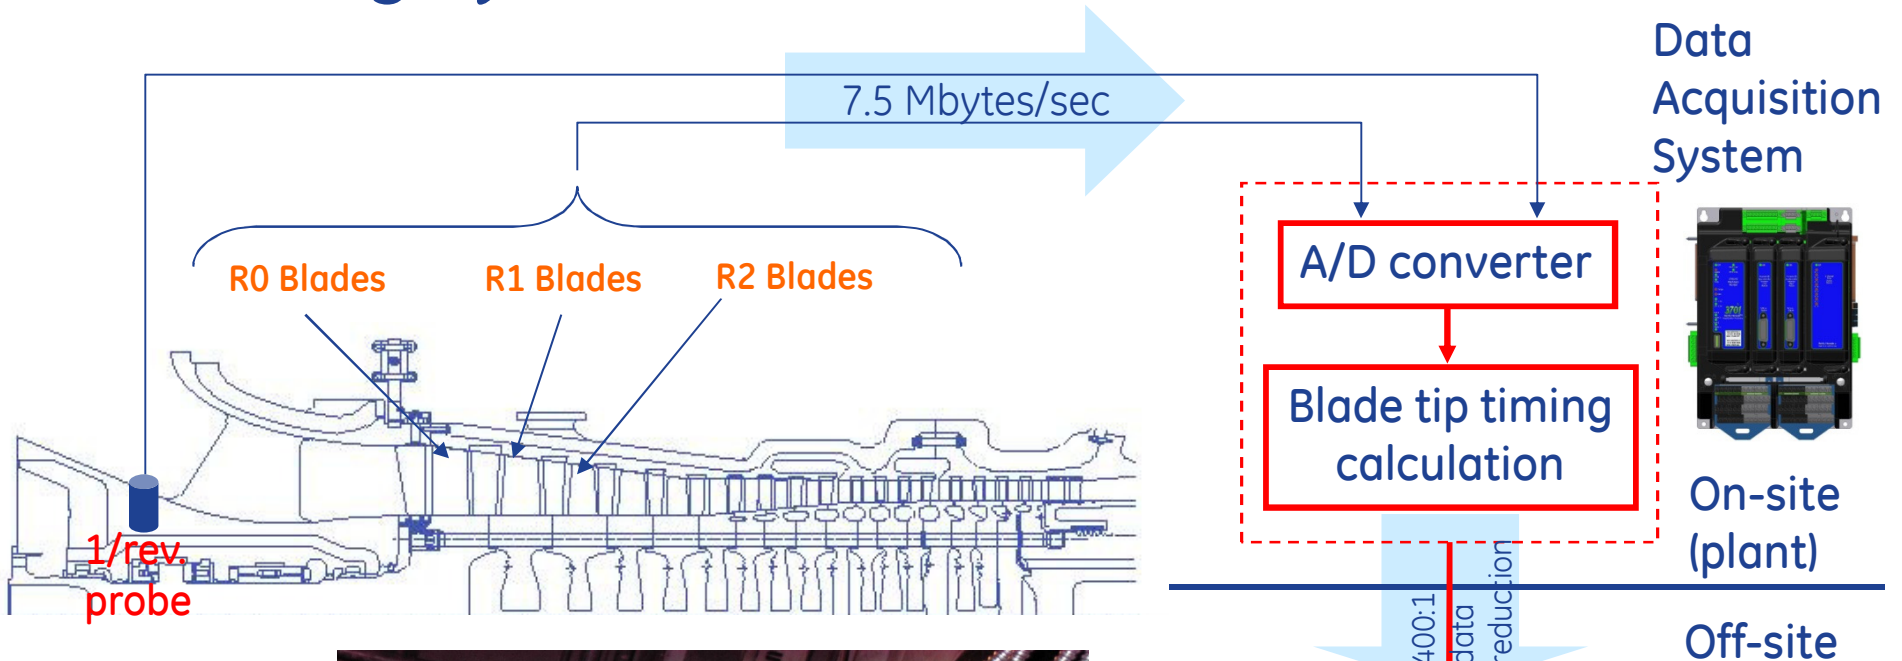 7.5 Mbytes/sec
Data
Acquisition
System
R0 Blades
R1 Blades
R2 Blades
A/D converter
Blade tip timing
calculation
1/rev.
probe
On-site
(plant)
400:1
data
reduction
Off-site